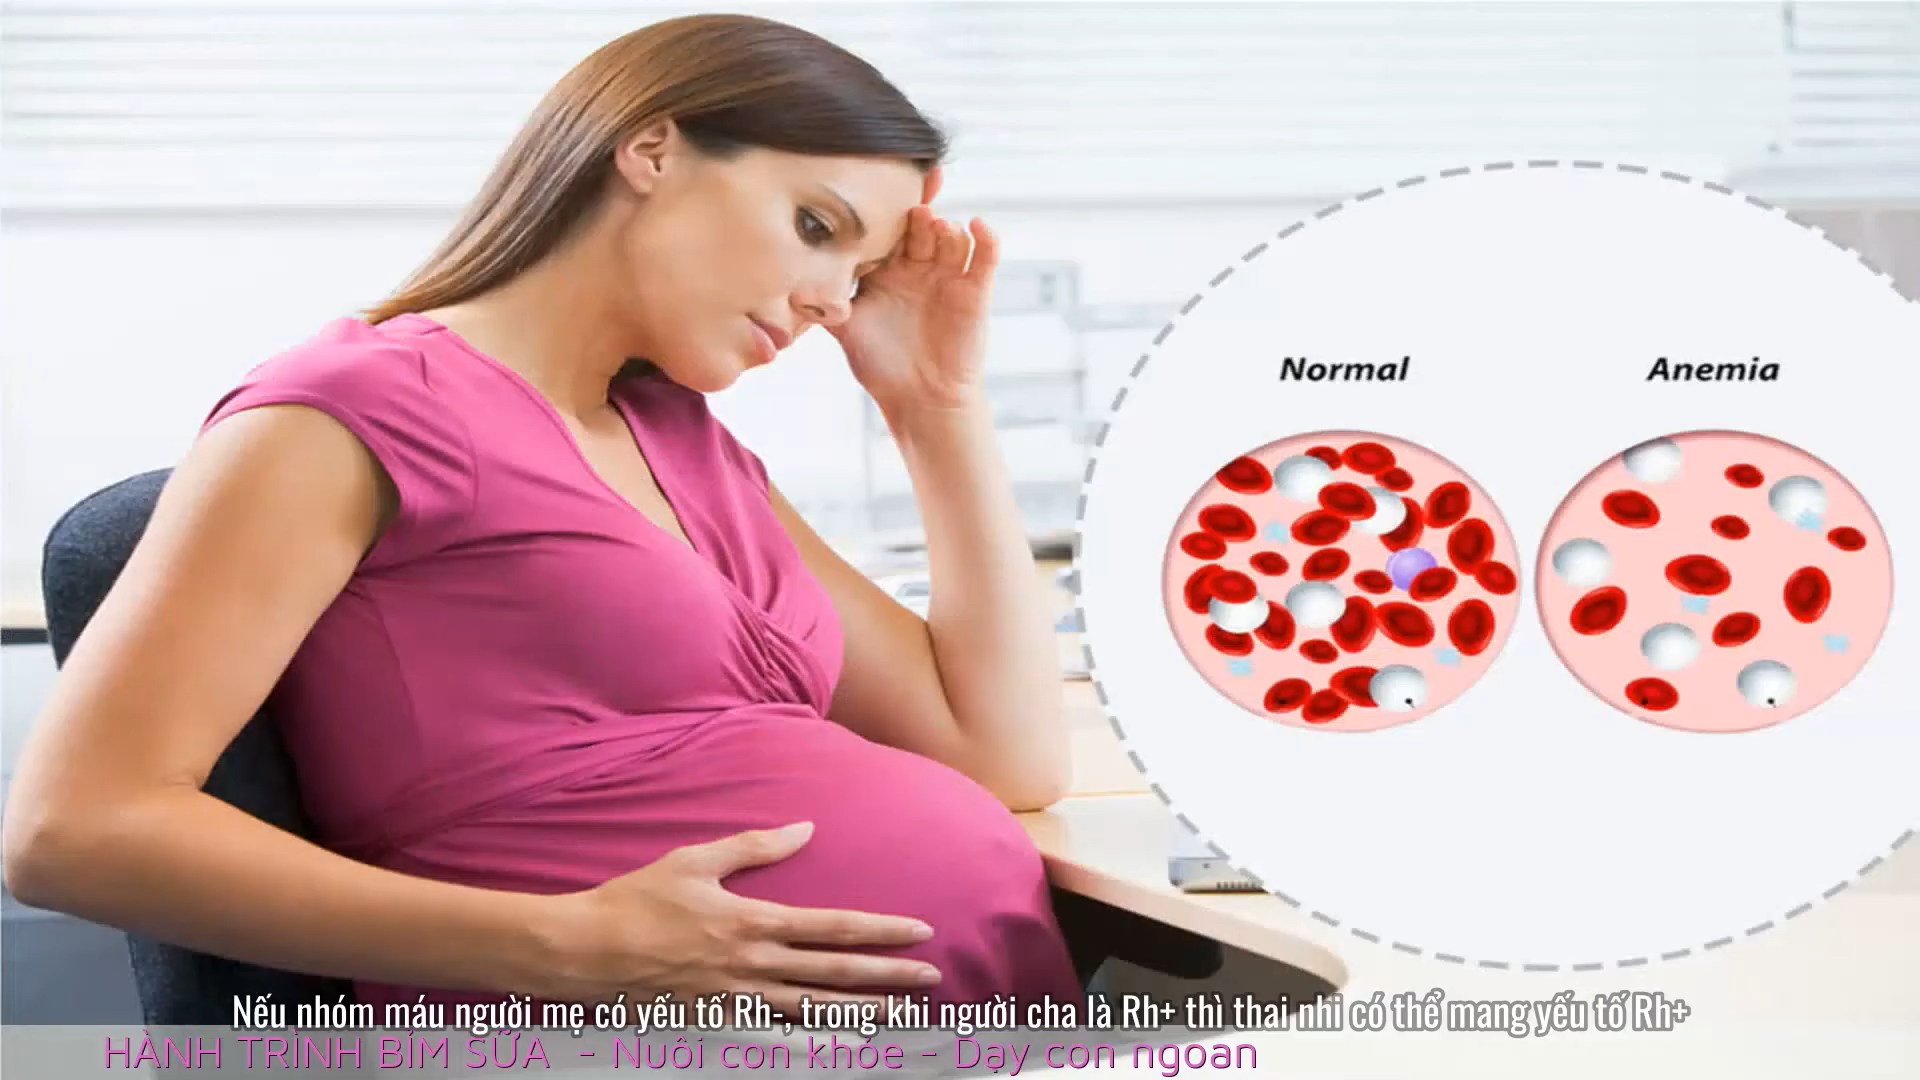 Normal
Anemia
Nếu nhóm máu người mẹ có yếu tố Rh-, trong khi người cha là Rh+ thì thai nhi có thể mang yếu tố Rh+
HÀNH TRÌNH BỈM SỮA - Nuôi con khỏe - Dạy con ngoan